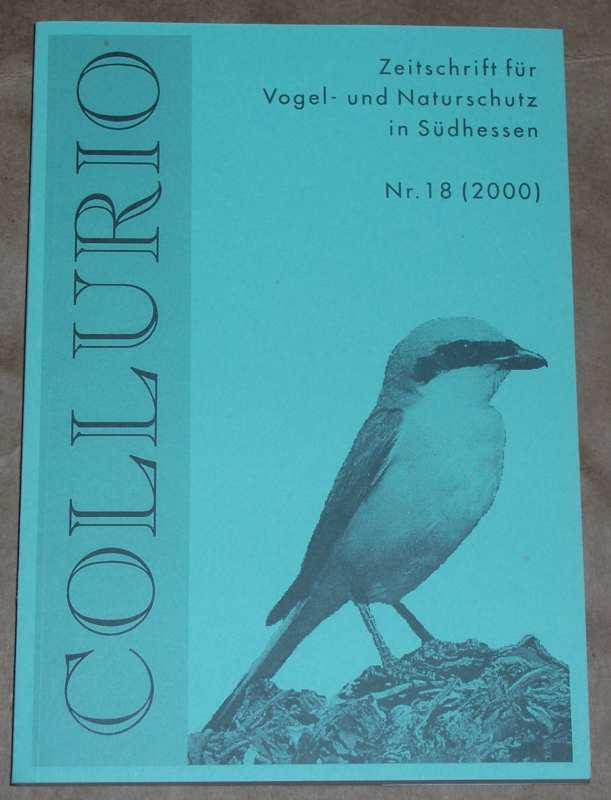 COLLURIO
Zeitschrift für
Vogel- und Naturschutz
in Südhessen
Nr. 18 (2000)